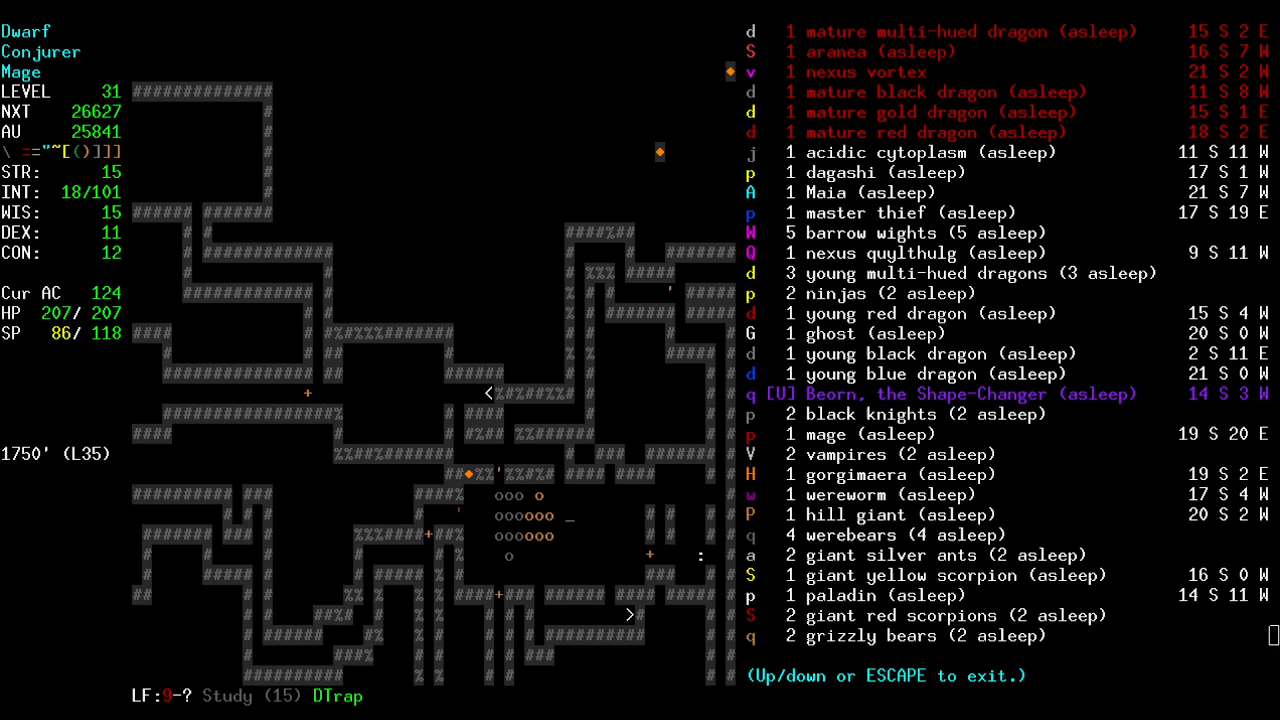 Dwarf
Conjurer
Mage
LEVEL 31
NXT 26627
AU 25841
\ =="~[()]]]
STR: 15
INT: 18/101
WIS: 15
DEX: 11
CON: 12
Cur AC 124
HP 207/ 207
SP 86/ 118
1750' (L35)
LF:9-? Study (15) DTrap
d 1 mature multi-hued dragon (asleep) 15 S 2 E
S 1 aranea (asleep) 16 S 7 W
v 1 nexus vortex 21 S 2 W
d 1 mature black dragon (asleep) 11 S 8 W
d 1 mature gold dragon (asleep) 15 S 1 E
d 1 mature red dragon (asleep) 18 S 2 E
j 1 acidic cytoplasm (asleep) 11 S 11 W
p 1 dagashi (asleep) 17 S 1 W
A 1 Maia (asleep) 21 S 7 W
p 1 master thief (asleep) 17 S 19 E
W 5 barrow wights (5 asleep)
Q 1 nexus quylthulg (asleep) 9 S 11 W
d 3 young multi-hued dragons (3 asleep)
p 2 ninjas (2 asleep)
d 1 young red dragon (asleep) 15 S 4 W
G 1 ghost (asleep) 20 S 0 W
d 1 young black dragon (asleep) 2 S 11 E
d 1 young blue dragon (asleep) 21 S 0 W
q [U] Beorn, the Shape-Changer (asleep) 14 S 3 W
p 2 black knights (2 asleep)
p 1 mage (asleep) 19 S 20 E
V 2 vampires (2 asleep)
H 1 gorgimaera (asleep) 19 S 2 E
w 1 wereworm (asleep) 17 S 4 W
P 1 hill giant (asleep) 20 S 2 W
q 4 werebears (4 asleep)
a 2 giant silver ants (2 asleep)
S 1 giant yellow scorpion (asleep) 16 S 0 W
p 1 paladin (asleep) 14 S 11 W
S 2 giant red scorpions (2 asleep)
q 2 grizzly bears (2 asleep)
(Up/down or ESCAPE to exit.)